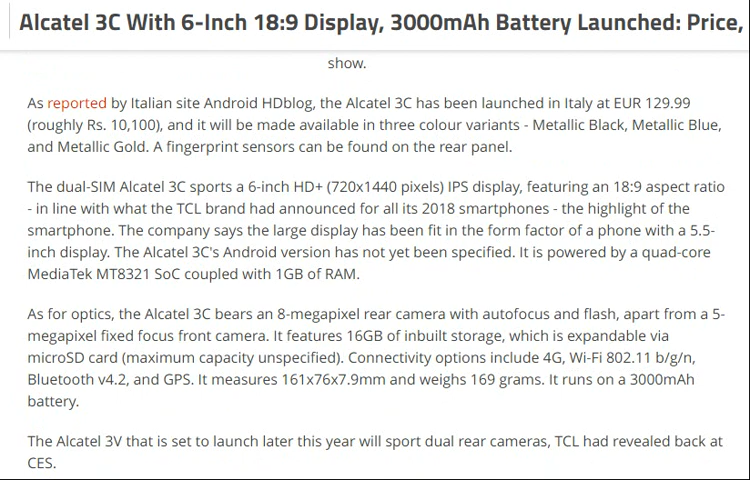 Alcatel 3C With 6-Inch 18:9 Display, 3000mAh Battery Launched: Price,
show.
As reported by Italian site Android HDblog, the Alcatel 3C has been launched in Italy at EUR 129.99
(roughly Rs. 10,100), and it will be made available in three colour variants - Metallic Black, Metallic Blue,
and Metallic Gold. A fingerprint sensors can be found on the rear panel.
The dual-SIM Alcatel 3C sports a 6-inch HD+ (720x1440 pixels) IPS display, featuring an 18:9 aspect ratio
- in line with what the TCL brand had announced for all its 2018 smartphones - the highlight of the
smartphone. The company says the large display has been fit in the form factor of a phone with a 5.5-
inch display. The Alcatel 3C's Android version has not yet been specified. It is powered by a quad-core
MediaTek MT8321 SoC coupled with 1GB of RAM.
As for optics, the Alcatel 3C bears an 8-megapixel rear camera with autofocus and flash, apart from a 5-
megapixel fixed focus front camera. It features 16GB of inbuilt storage, which is expandable via
microSD card (maximum capacity unspecified). Connectivity options include 4G, Wi-Fi 802.11 b/g/n,
Bluetooth v4.2, and GPS. It measures 161x76x7.9mm and weighs 169 grams. It runs on a 3000mAh
battery.
The Alcatel 3V that is set to launch later this year will sport dual rear cameras, TCL had revealed back at
CES.